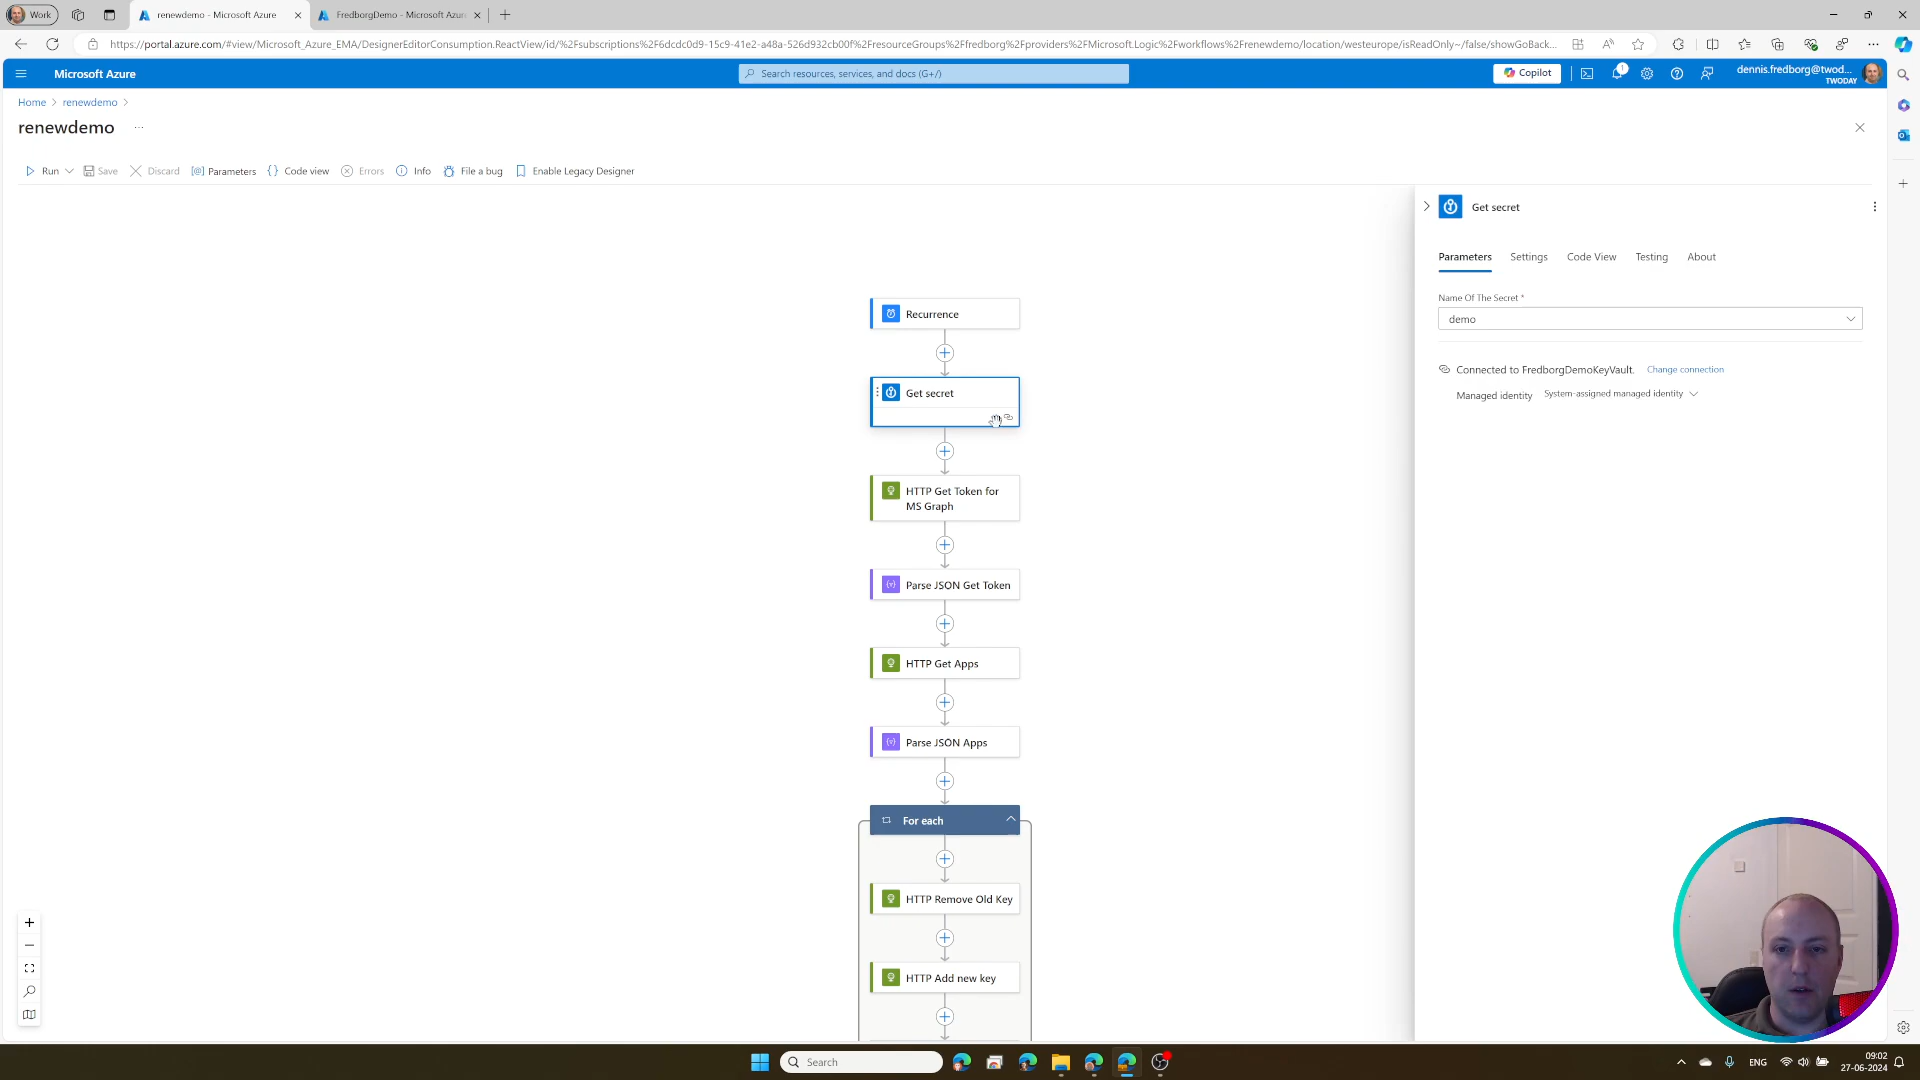 Work
renewdemo - Microsoft Azure
FredborgDemo - Microsoft Azure
https://portal.azure.com/#view/Microsoft_Azure_EMA/DesignerEditorConsumption.ReactView/id/%2Fsubscriptions%2F6dcdc0d9-15c9-41e2-a48a-526d932cb00f%2FresourceGroups%2Ffredborg%2Fproviders%2FMicrosoft.Logic%2Fworkflows%2Frenewdemo/location/westeurope/isReadOnly~/false/showGoBack...
Microsoft Azure
Search resources, services, and docs (G+/)
Copilot
1
dennis.fredborg@twod...
TWODAY
Home > renewdemo >
renewdemo
Run
Save
Discard
Parameters
Code view
Errors
Info
File a bug
Enable Legacy Designer
Recurrence
Get secret
HTTP Get Token for
MS Graph
Parse JSON Get Token
HTTP Get Apps
Parse JSON Apps
For each
HTTP Remove Old Key
HTTP Add new key
Get secret
Parameters
Settings
Code View
Testing
About
Name Of The Secret *
demo
Connected to FredborgDemoKeyVault. Change connection
Managed identity System-assigned managed identity
Search
ENG
09:02
27-06-2024